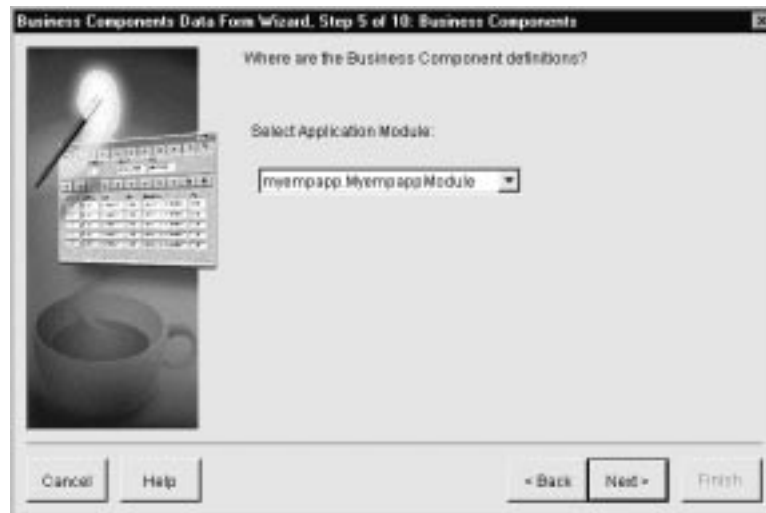 Business Components Data Form Wizard, Step 5 of 10: Business Components
Where are the Business Component definitions?
Select Application Module:
myempapp.MyempappModule
Cancel
Help
< Back
Next >
Finish